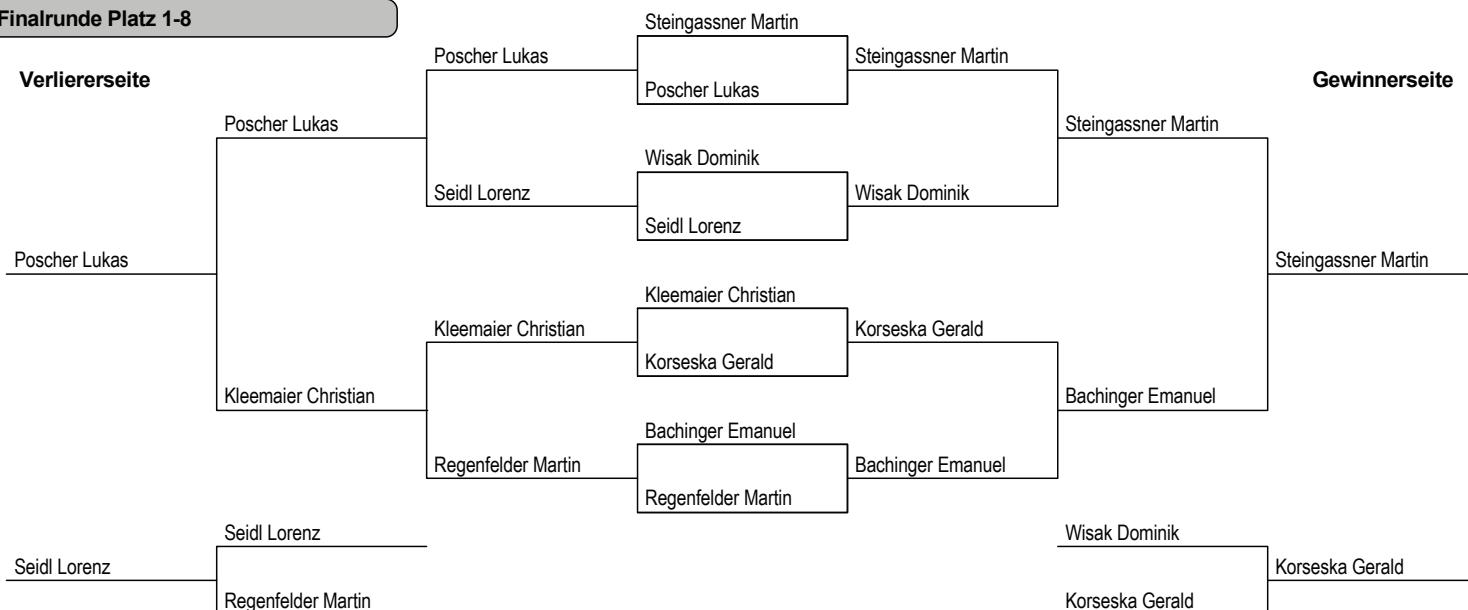 Finalrunde Platz 1-8
Steingassner Martin
Poscher Lukas
Steingassner Martin
Verliererseite
Gewinnerseite
Poscher Lukas
Poscher Lukas
Steingassner Martin
Wisak Dominik
Seidl Lorenz
Wisak Dominik
Seidl Lorenz
Poscher Lukas
Steingassner Martin
Kleemaier Christian
Kleemaier Christian
Korseska Gerald
Korseska Gerald
Kleemaier Christian
Bachinger Emanuel
Bachinger Emanuel
Regenfelder Martin
Bachinger Emanuel
Regenfelder Martin
Seidl Lorenz
Wisak Dominik
Seidl Lorenz
Korseska Gerald
Regenfelder Martin
Korseska Gerald